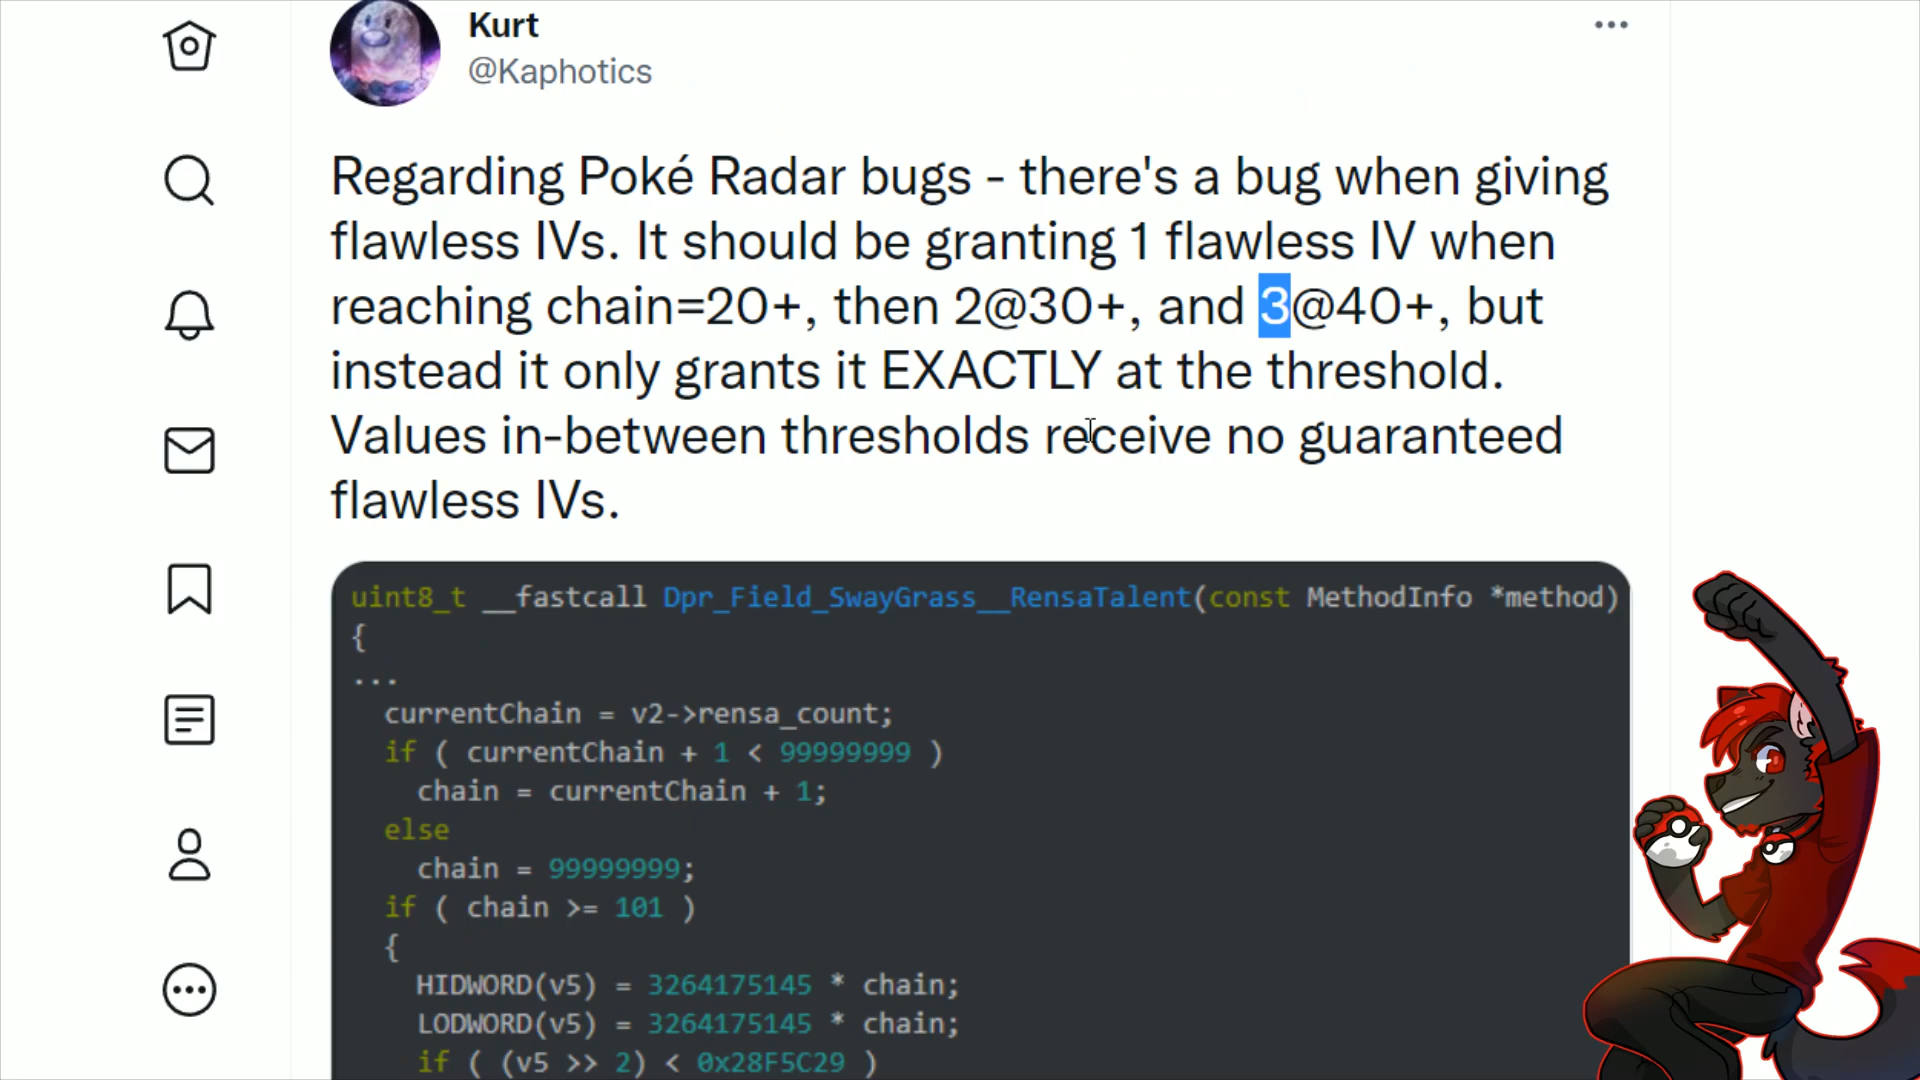 Kurt
@Kaphotics
Regarding Poké Radar bugs - there's a bug when giving
flawless IVs. It should be granting 1 flawless IV when
reaching chain=20+, then 2@30+, and 3@40+, but
instead it only grants it EXACTLY at the threshold.
Values in-between thresholds receive no guaranteed
flawless IVs.
uint8_t __fastcall Dpr_Field_SwayGrass__RensaTalent(const MethodInfo *method)
{
...
currentChain = v2->rensa_count;
if ( currentChain + 1 < 99999999 )
chain = currentChain + 1;
else
chain = 99999999;
if ( chain >= 101 )
{
HIDWORD(v5) = 3264175145 * chain;
LODWORD(v5) = 3264175145 * chain;
if ( (v5 >> 2) < 0x28F5C29 )